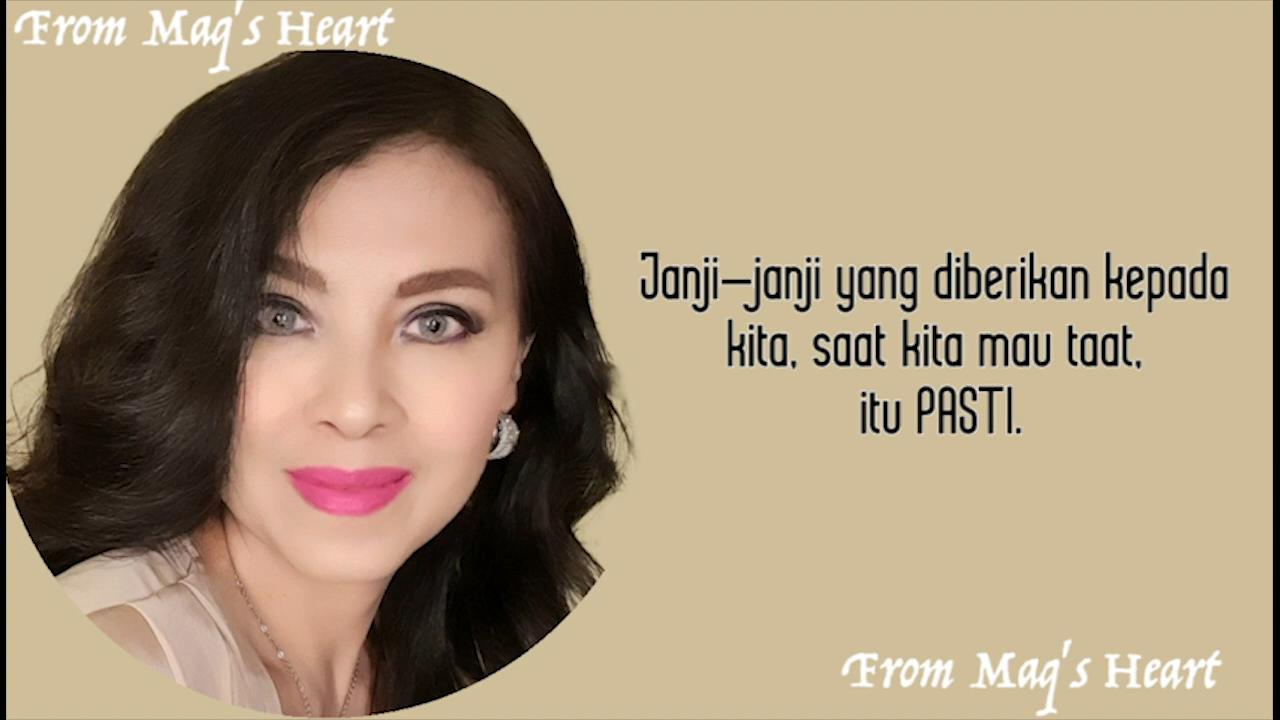 From Maq's Heart
Janji-janji yang diberikan kepada
kita, saat kita mau taat,
itu PASTI.
From Maq's Heart